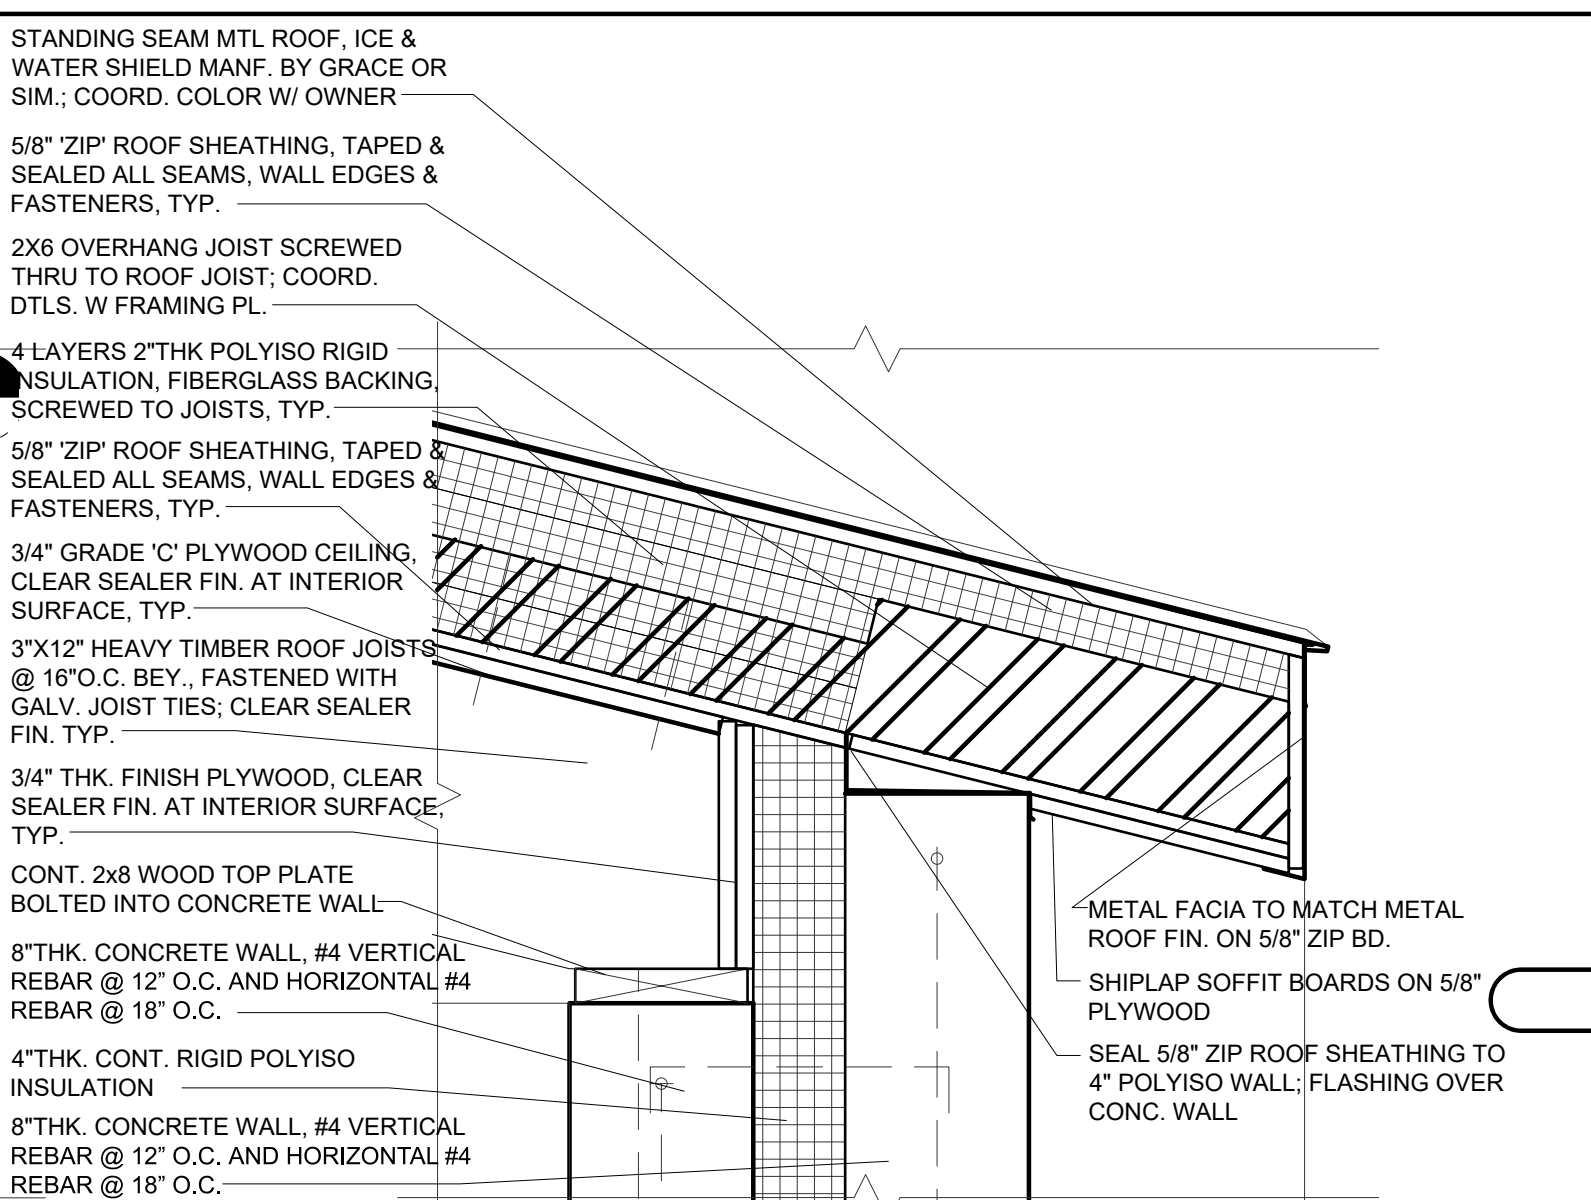 STANDING SEAM MTL ROOF, ICE &
WATER SHIELD MANF. BY GRACE OR
SIM.; COORD. COLOR W/ OWNER
5/8" 'ZIP' ROOF SHEATHING, TAPED &
SEALED ALL SEAMS, WALL EDGES &
FASTENERS, TYP.
2X6 OVERHANG JOIST SCREWED
THRU TO ROOF JOIST; COORD.
DTLS. W FRAMING PL.
4 LAYERS 2"THK POLYISO RIGID
INSULATION, FIBERGLASS BACKING,
SCREWED TO JOISTS, TYP.
5/8" 'ZIP' ROOF SHEATHING, TAPED &
SEALED ALL SEAMS, WALL EDGES &
FASTENERS, TYP.
3/4" GRADE 'C' PLYWOOD CEILING,
CLEAR SEALER FIN. AT INTERIOR
SURFACE, TYP.
3"X12" HEAVY TIMBER ROOF JOISTS
@ 16"O.C. BEY., FASTENED WITH
GALV. JOIST TIES; CLEAR SEALER
FIN. TYP.
3/4" THK. FINISH PLYWOOD, CLEAR
SEALER FIN. AT INTERIOR SURFACE,
TYP.
CONT. 2x8 WOOD TOP PLATE
BOLTED INTO CONCRETE WALL
8"THK. CONCRETE WALL, #4 VERTICAL
REBAR @ 12” O.C. AND HORIZONTAL #4
REBAR @ 18” O.C.
4"THK. CONT. RIGID POLYISO
INSULATION
8"THK. CONCRETE WALL, #4 VERTICAL
REBAR @ 12” O.C. AND HORIZONTAL #4
REBAR @ 18” O.C.
METAL FACIA TO MATCH METAL
ROOF FIN. ON 5/8" ZIP BD.
SHIPLAP SOFFIT BOARDS ON 5/8"
PLYWOOD
SEAL 5/8" ZIP ROOF SHEATHING TO
4" POLYISO WALL; FLASHING OVER
CONC. WALL